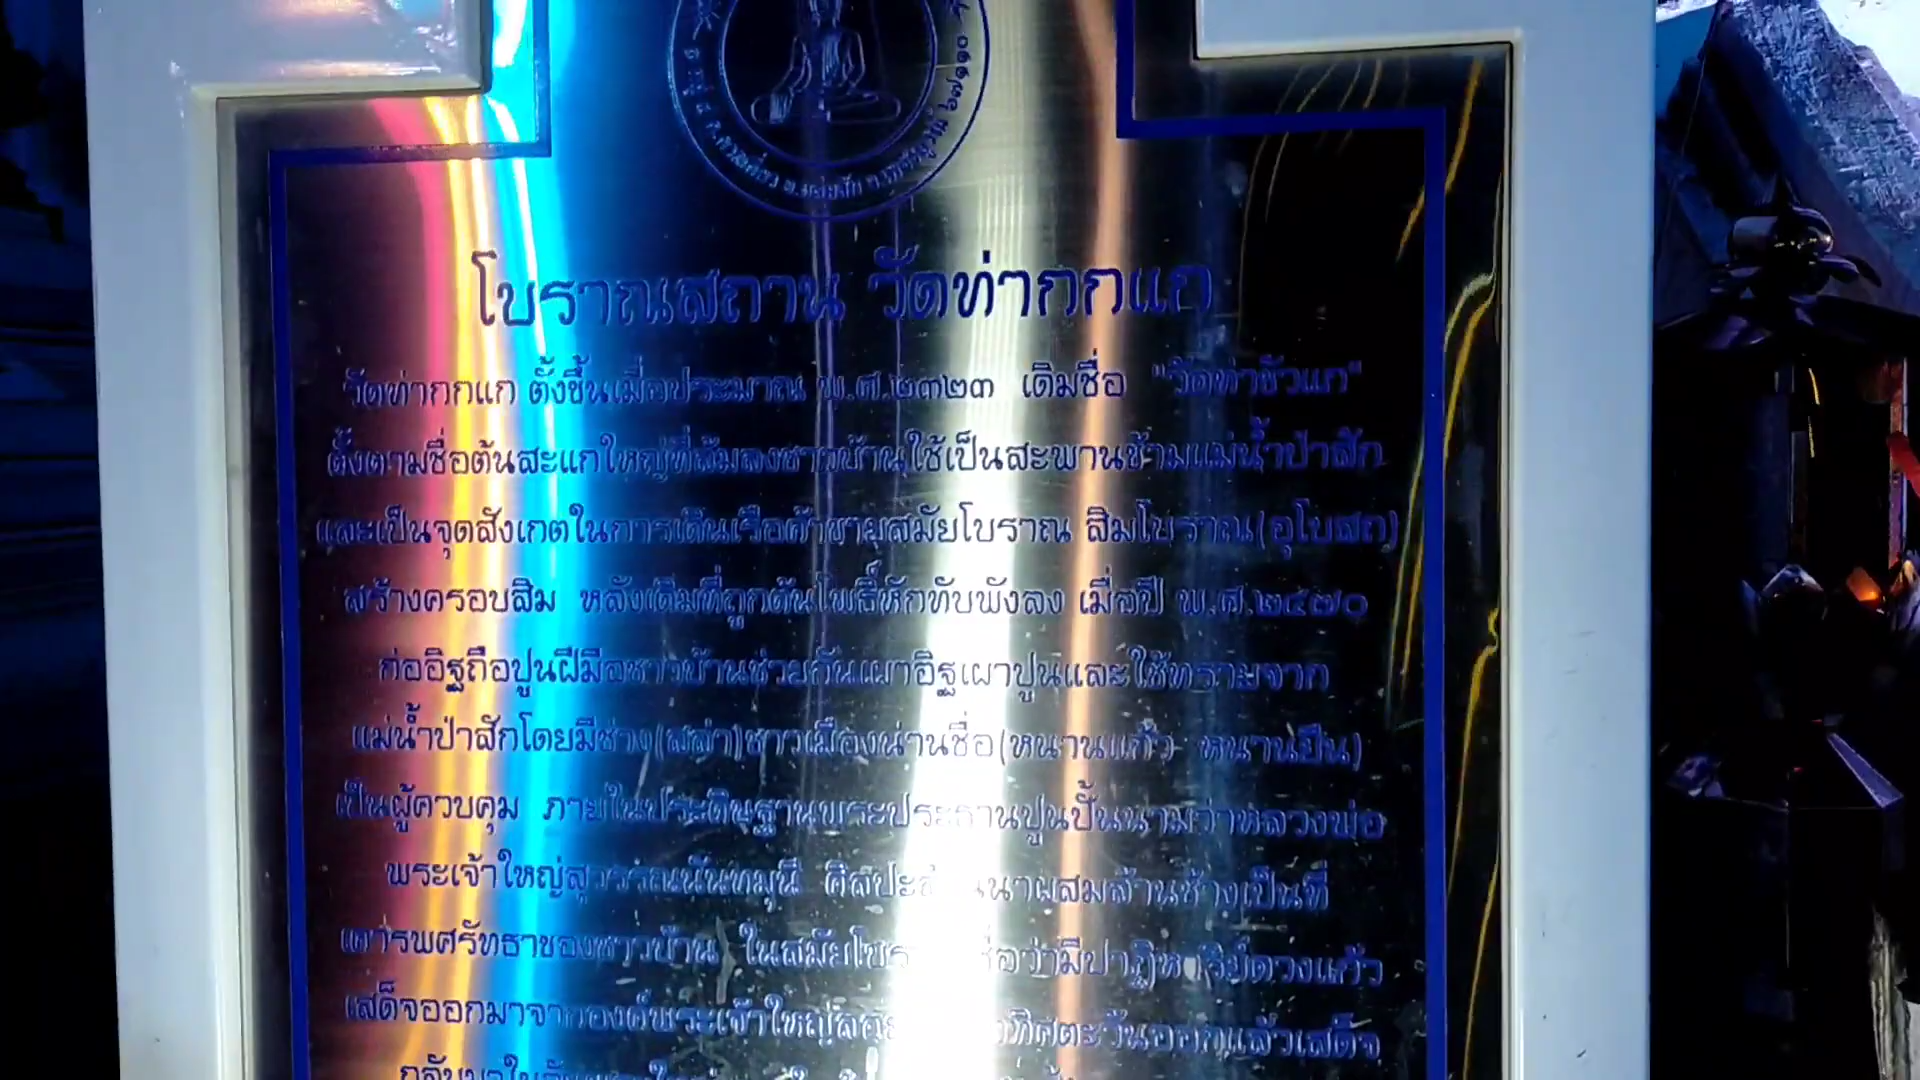 โบราณสถาน วัดท่ากกแก
วัดท่ากกแก ตั้งขึ้นเมื่อประมาณ พ.ศ.๒๓๒๓ เดิมชื่อ "วัดท่าขัวแก"
ตั้งตามชื่อต้นสะแกใหญ่ที่ล้มลงชาวบ้านใช้เป็นสะพานข้ามแม่น้ำป่าสัก
และเป็นจุดสังเกตในการเดินเรือค้าขายสมัยโบราณ สิมโบราณ(อุโบสถ)
สร้างครอบสิม หลังเดิมที่ถูกต้นโพธิ์หักทับพังลง เมื่อปี พ.ศ.๒๔๗๐
ก่ออิฐถือปูนฝีมือชาวบ้านช่วยกันเผาอิฐเผาปูนและใช้ทรายจาก
แม่น้ำป่าสักโดยมีช่าง(สล่า)ชาวเมืองน่านชื่อ(หนานแก้ว หนานปืน)
เป็นผู้ควบคุม ภายในประดิษฐานพระประธานปูนปั้นนามว่าหลวงพ่อ
พระเจ้าใหญ่สุวรรณนันทมุนี ศิลปะล้านนาผสมล้านช้างเป็นที่
เคารพศรัทธาของชาวบ้าน ในสมัยโบราณเชื่อว่ามีปาฏิหาริย์ดวงแก้ว
เสด็จออกมาจากองค์พระเจ้าใหญ่ลอย ทิศตะวันออกแล้วเสด็จ
กลับมาใน